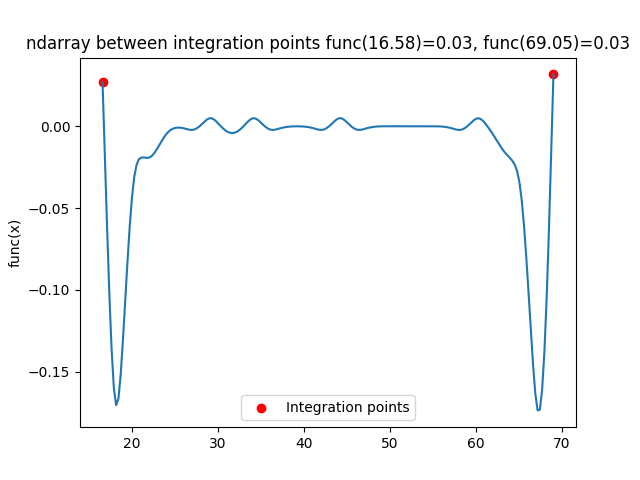 ndarray between integration points func(16.58)=0.03, func(69.05)=0.03
0.00
−0.05
−0.10
−0.15
func(x)
Integration points
20 30 40 50 60 70